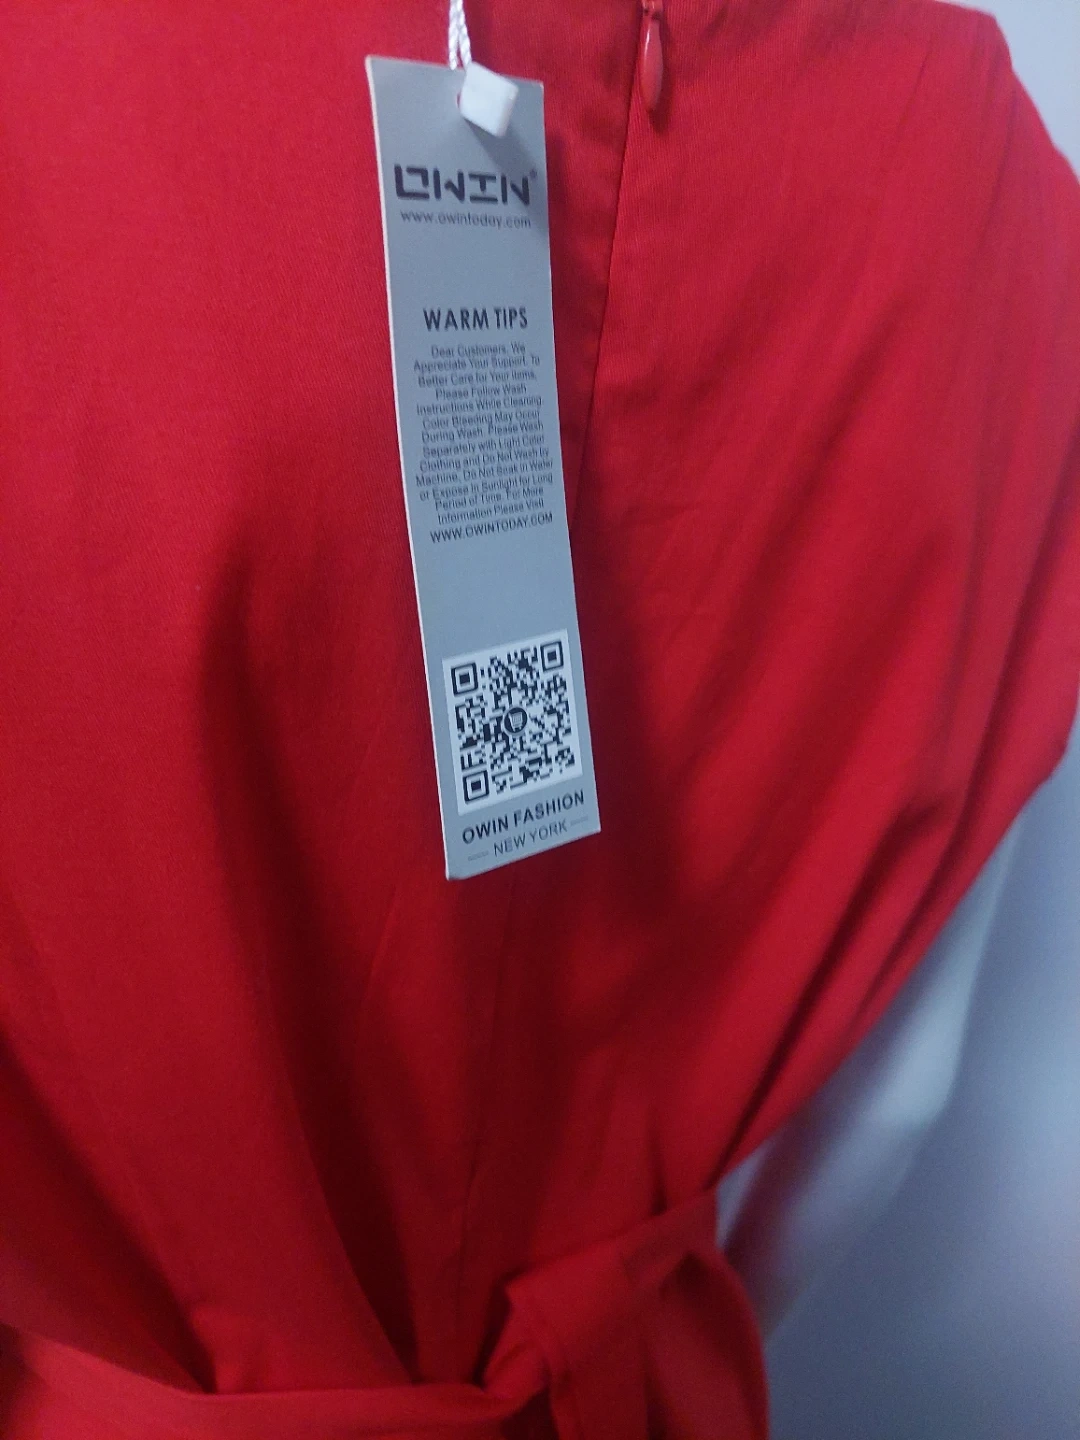 OWIN®
www.owintoday.com
WARM TIPS
Dear Customers, We
Appreciate Your Support. To
Better Care for Your Items,
Please Follow Wash
Instructions While Cleaning.
Color Bleeding May Occur
During Wash. Please Wash
Separately with Light Color
Clothing and Do Not Wash by
Machine. Do Not Soak in Water
or Expose in Sunlight for Long
Period of Time. For More
Information Please Visit
WWW.OWINTODAY.COM
OWIN FASHION
NEW YORK